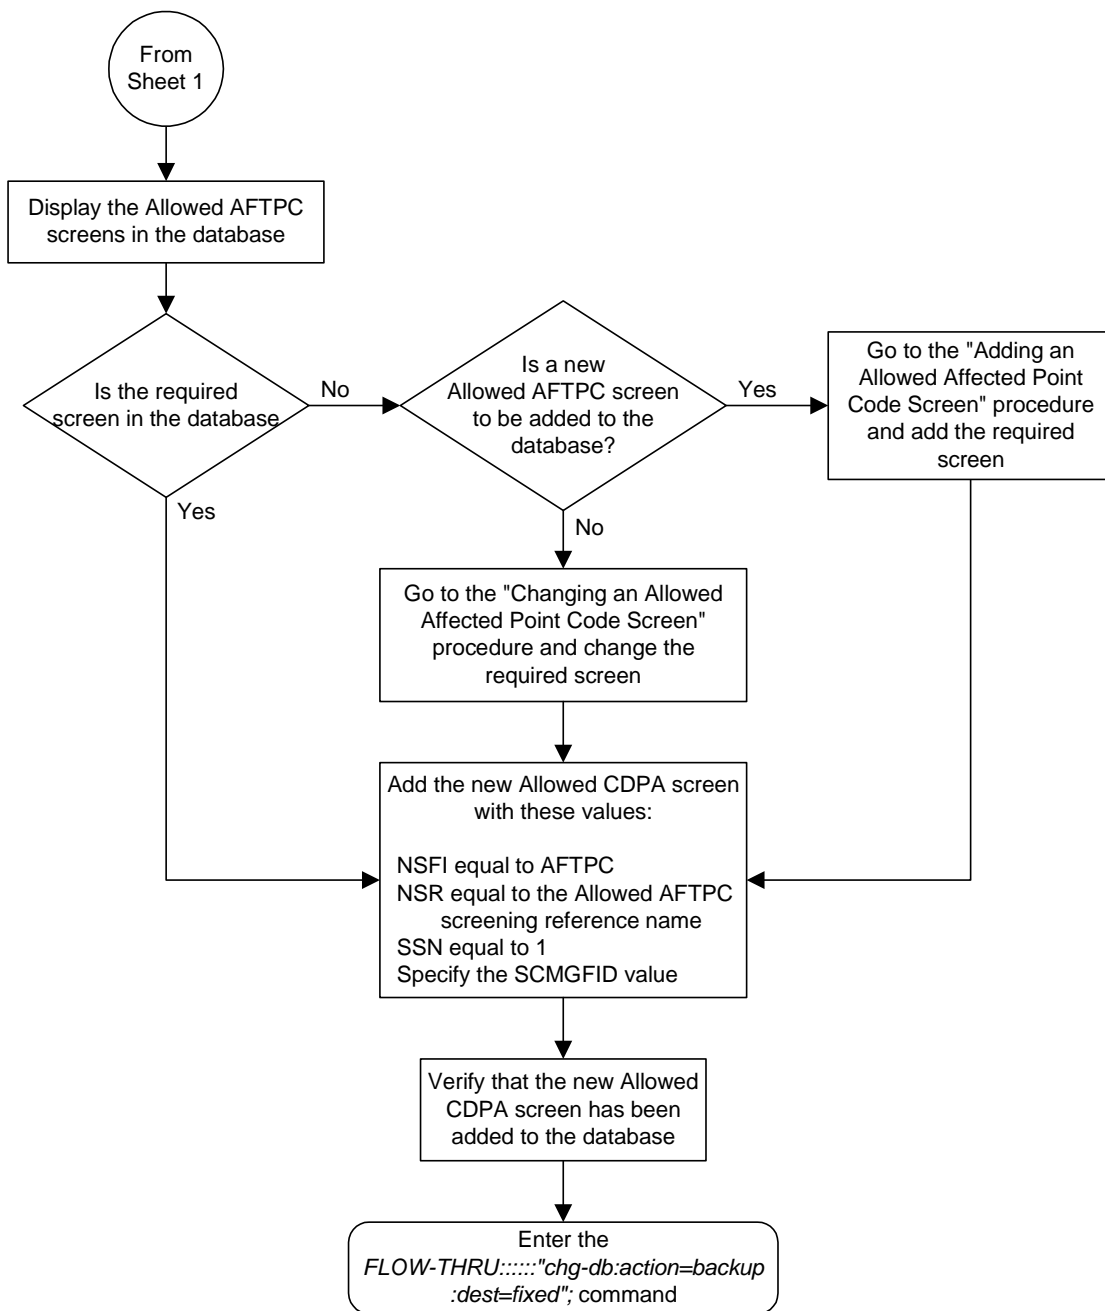 From
Sheet 1
Display the Allowed AFTPC
screens in the database
Is the required
screen in the database
No
Yes
Is a new
Allowed AFTPC screen
to be added to the
database?
Yes
No
Go to the "Adding an
Allowed Affected Point
Code Screen" procedure
and add the required
screen
Go to the "Changing an Allowed
Affected Point Code Screen"
procedure and change the
required screen
Add the new Allowed CDPA screen
with these values:
NSFI equal to AFTPC
NSR equal to the Allowed AFTPC
screening reference name
SSN equal to 1
Specify the SCMGFID value
Verify that the new Allowed
CDPA screen has been
added to the database
Enter the
FLOW-THRU::::::"chg-db:action=backup
:dest=fixed"; command